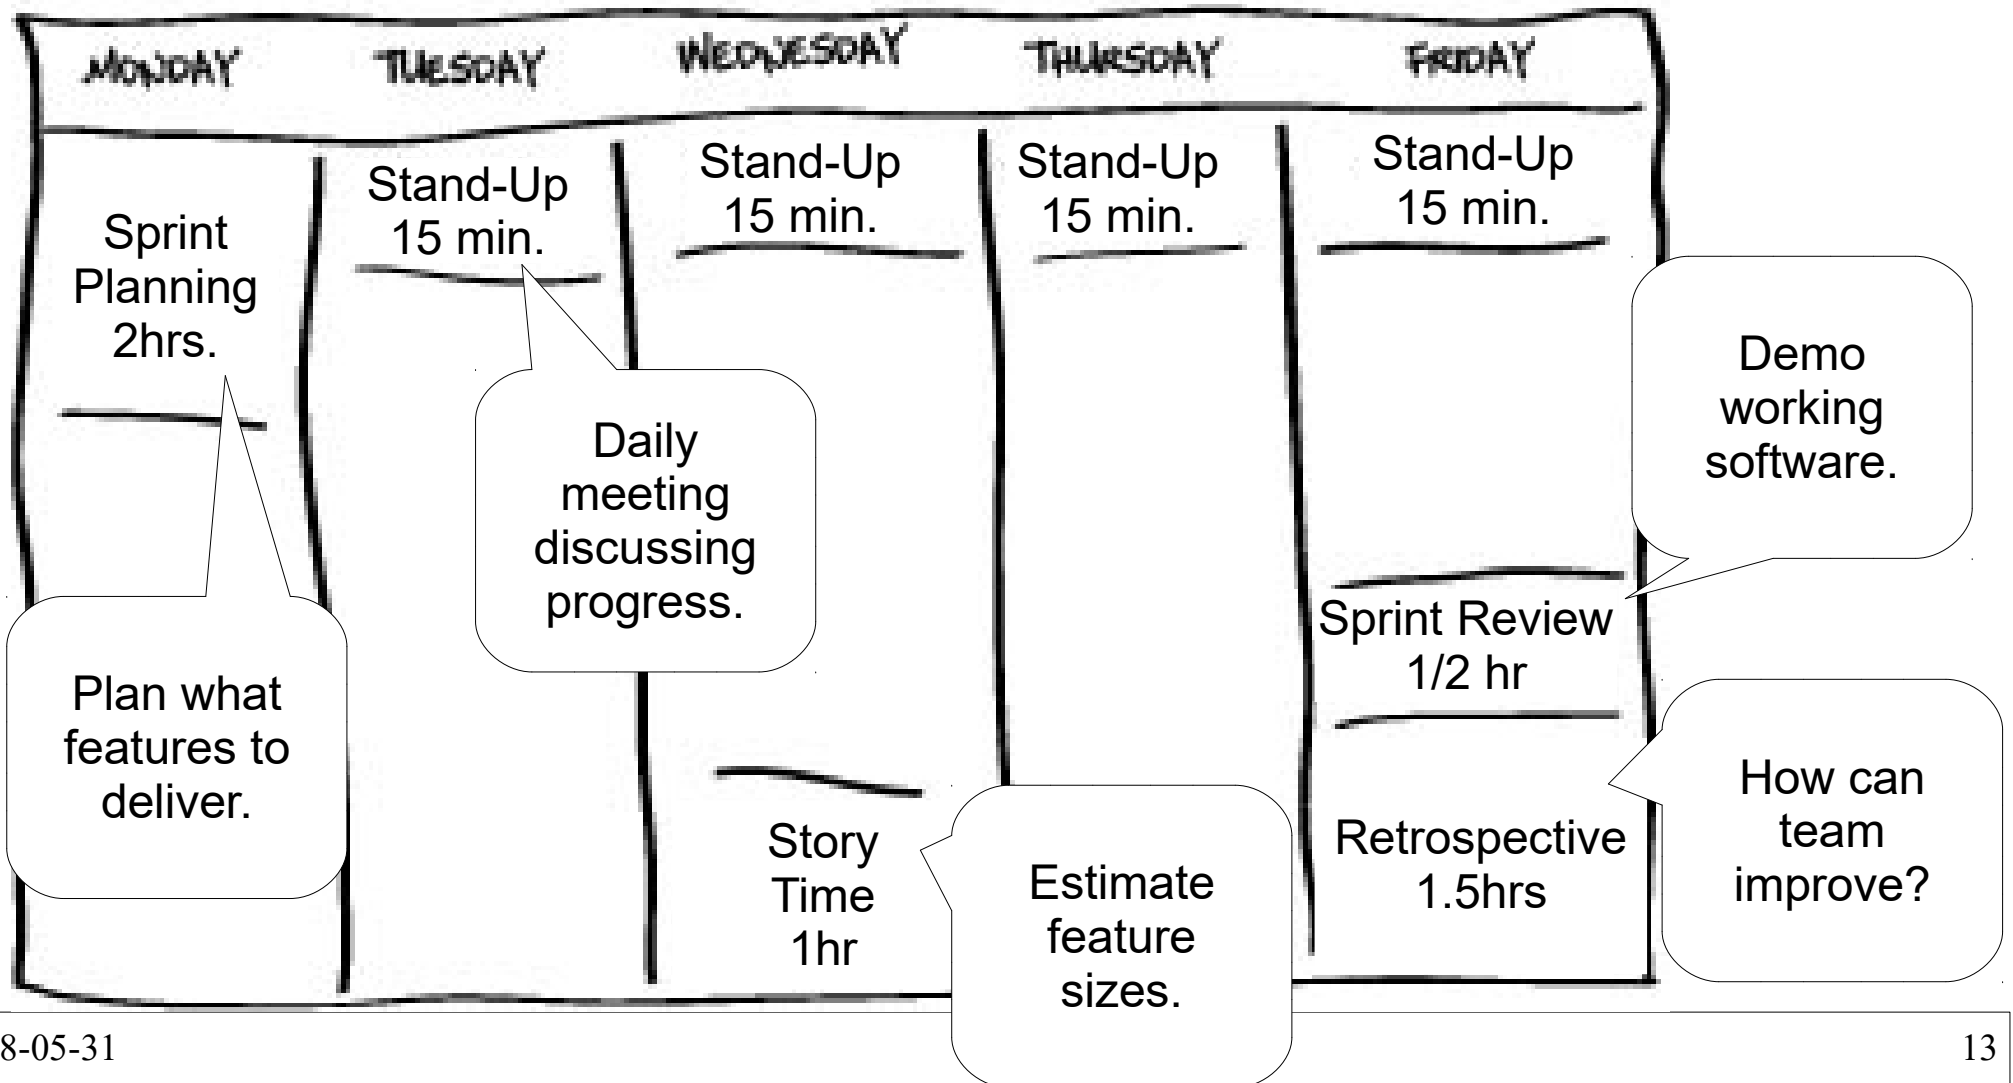 MONDAY
TUESDAY
WEDNESDAY
THURSDAY
FRIDAY
Sprint
Planning
2hrs.
Stand-Up
15 min.
Stand-Up
15 min.
Stand-Up
15 min.
Stand-Up
15 min.
Plan what
features to
deliver.
Daily
meeting
discussing
progress.
Story
Time
1hr
Estimate
feature
sizes.
Demo
working
software.
Sprint Review
1/2 hr
Retrospective
1.5hrs
How can
team
improve?
8-05-31
13